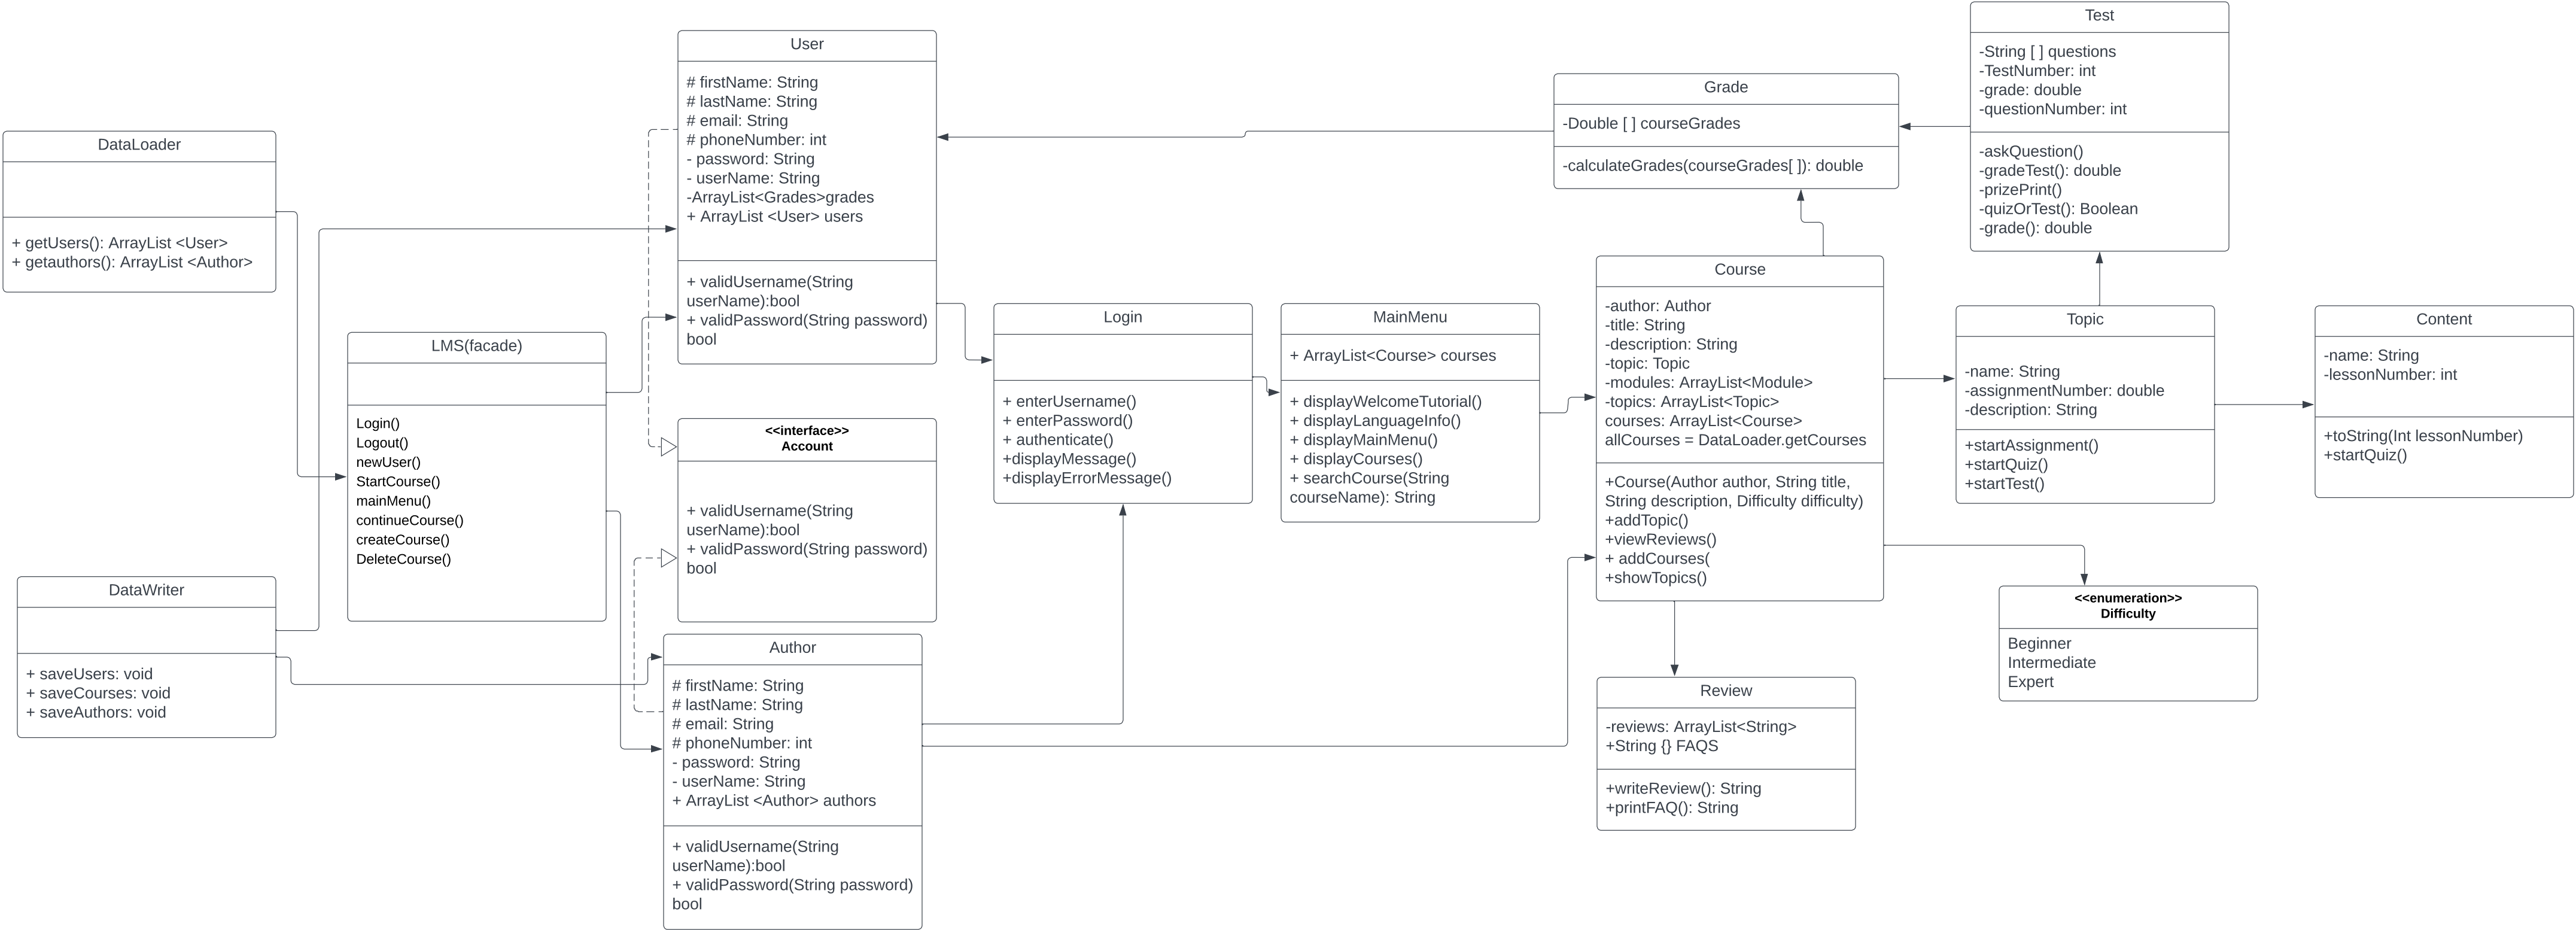 DataLoader
+ getUsers(): ArrayList <User>
+ getauthors(): ArrayList <Author>
DataWriter
+ saveUsers: void
+ saveCourses: void
+ saveAuthors: void
LMS(facade)
Login()
Logout()
newUser()
StartCourse()
mainMenu()
continueCourse()
createCourse()
DeleteCourse()
User
# firstName: String
# lastName: String
# email: String
# phoneNumber: int
- password: String
- userName: String
-ArrayList<Grades>grades
+ ArrayList <User> users
+ validUsername(String
userName):bool
+ validPassword(String password)
bool
<<interface>>
Account
+ validUsername(String
userName):bool
+ validPassword(String password)
bool
Author
# firstName: String
# lastName: String
# email: String
# phoneNumber: int
- password: String
- userName: String
+ ArrayList <Author> authors
+ validUsername(String
userName):bool
+ validPassword(String password)
bool
Login
+ enterUsername()
+ enterPassword()
+ authenticate()
+displayMessage()
+displayErrorMessage()
MainMenu
+ ArrayList<Course> courses
+ displayWelcomeTutorial()
+ displayLanguageInfo()
+ displayMainMenu()
+ displayCourses()
+ searchCourse(String
courseName): String
Grade
-Double [ ] courseGrades
-calculateGrades(courseGrades[ ]): double
Course
-author: Author
-title: String
-description: String
-topic: Topic
-modules: ArrayList<Module>
-topics: ArrayList<Topic>
courses: ArrayList<Course>
allCourses = DataLoader.getCourses
+Course(Author author, String title,
String description, Difficulty difficulty)
+addTopic()
+viewReviews()
+ addCourses(
+showTopics()
Review
-reviews: ArrayList<String>
+String {} FAQS
+writeReview(): String
+printFAQ(): String
Test
-String [ ] questions
-TestNumber: int
-grade: double
-questionNumber: int
-askQuestion()
-gradeTest(): double
-prizePrint()
-quizOrTest(): Boolean
-grade(): double
Topic
-name: String
-assignmentNumber: double
-description: String
+startAssignment()
+startQuiz()
+startTest()
<<enumeration>>
Difficulty
Beginner
Intermediate
Expert
Content
-name: String
-lessonNumber: int
+toString(Int lessonNumber)
+startQuiz()